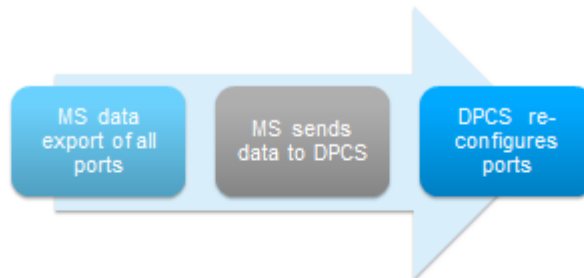 MS data
export of all
ports
MS sends
data to DPCS
DPCS re-
configures
ports